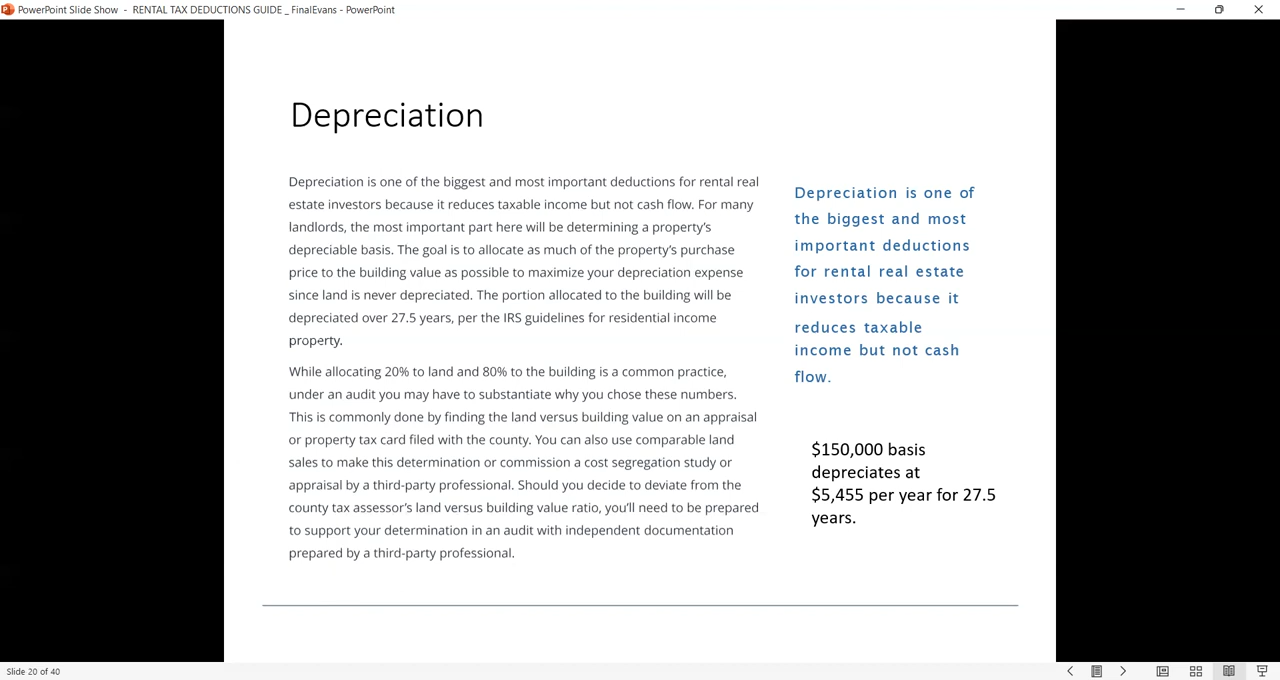 PowerPoint Slide Show - RENTAL TAX DEDUCTIONS GUIDE _ FinalEvans - PowerPoint
Depreciation
Depreciation is one of the biggest and most important deductions for rental real
estate investors because it reduces taxable income but not cash flow. For many
landlords, the most important part here will be determining a property's
depreciable basis. The goal is to allocate as much of the property's purchase
price to the building value as possible to maximize your depreciation expense
since land is never depreciated. The portion allocated to the building will be
depreciated over 27.5 years, per the IRS guidelines for residential income
property.
While allocating 20% to land and 80% to the building is a common practice,
under an audit you may have to substantiate why you chose these numbers.
This is commonly done by finding the land versus building value on an appraisal
or property tax card filed with the county. You can also use comparable land
sales to make this determination or commission a cost segregation study or
appraisal by a third-party professional. Should you decide to deviate from the
county tax assessor's land versus building value ratio, you'll need to be prepared
to support your determination in an audit with independent documentation
prepared by a third-party professional.
Depreciation is one of
the biggest and most
important deductions
for rental real estate
investors because it
reduces taxable
income but not cash
flow.
$150,000 basis
depreciates at
$5,455 per year for 27.5
years.
Slide 20 of 40